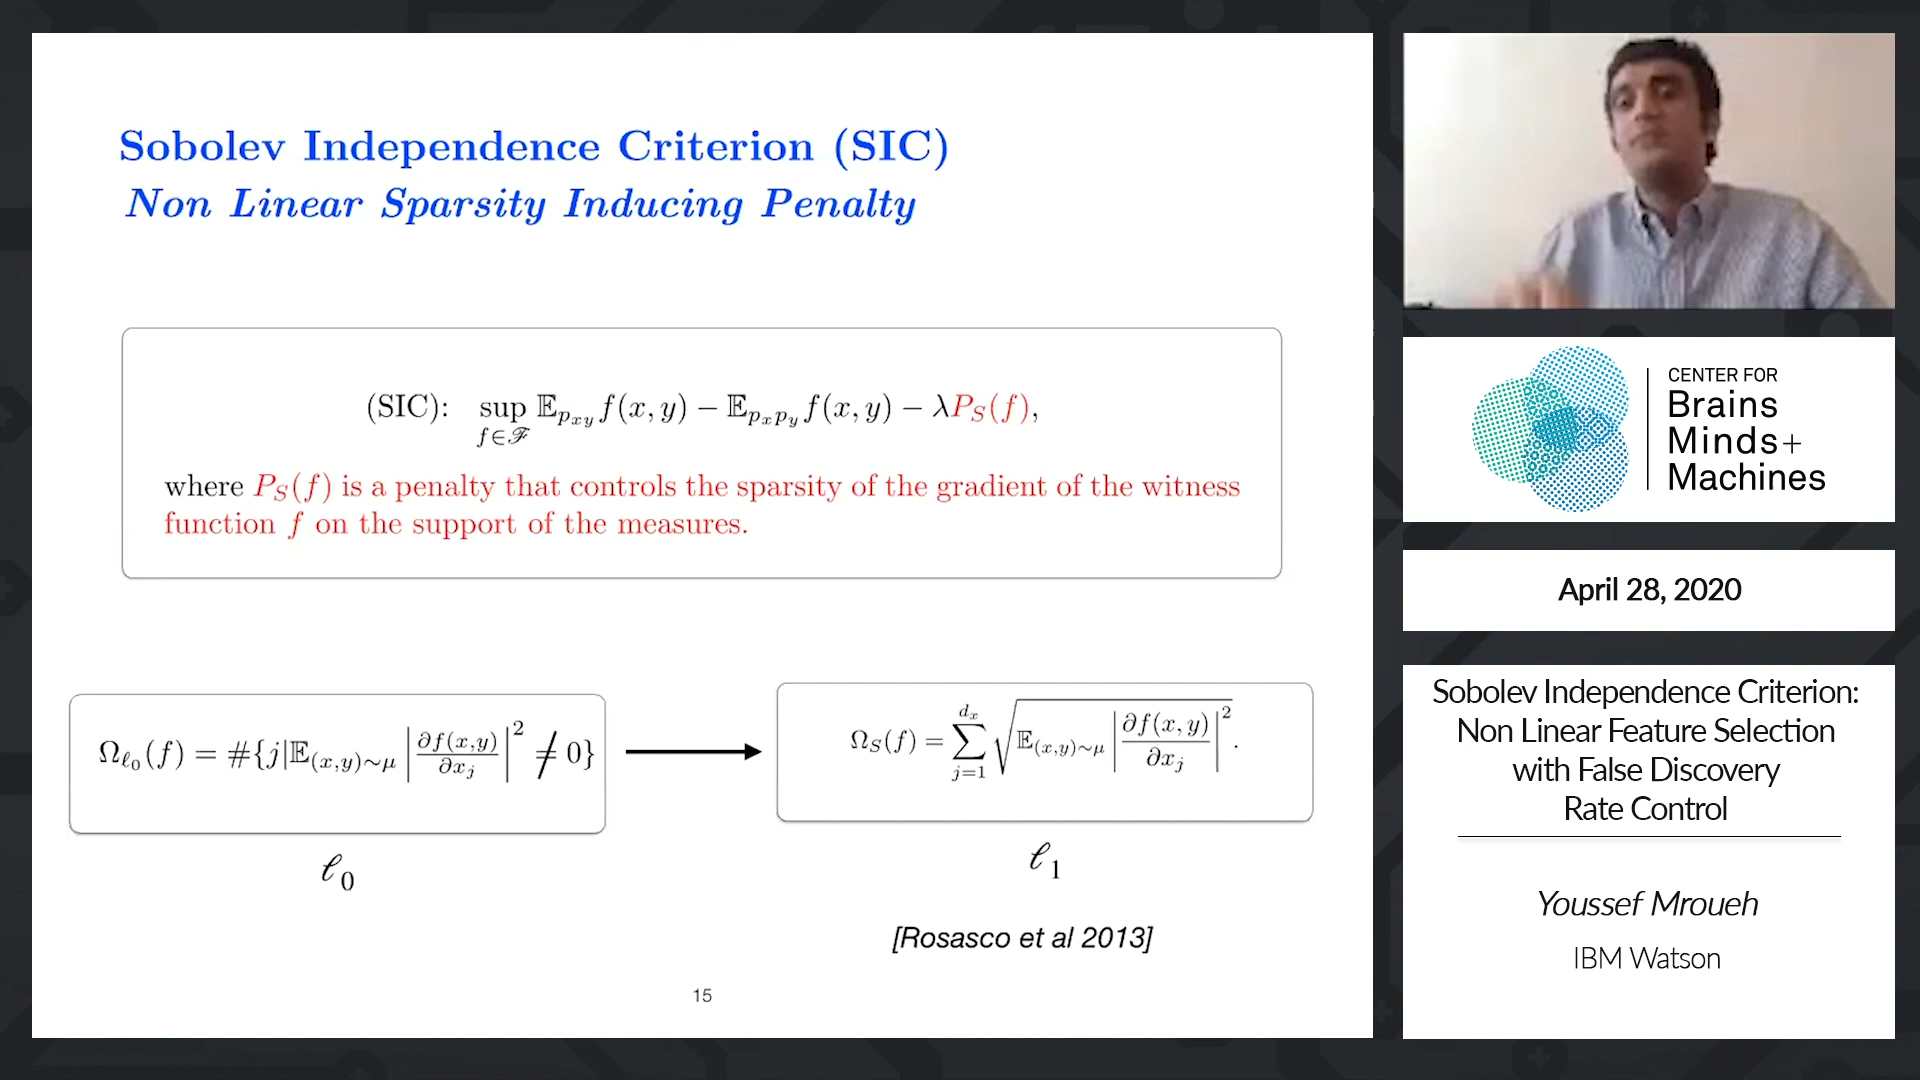 Sobolev Independence Criterion (SIC)
Non Linear Sparsity Inducing Penalty
(SIC): sup_{f∈ℱ} 𝔼_{p_{xy}} f(x, y) − 𝔼_{p_x p_y} f(x, y) − λP_S(f),
where P_S(f) is a penalty that controls the sparsity of the gradient of the witness
function f on the support of the measures.
Ω_{ℓ_0}(f) = #{j|𝔼_{(x,y)∼μ} |∂f(x,y)/∂x_j|^2 ≠ 0}
ℓ_0
Ω_S(f) = ∑_{j=1}^{d_x} √(𝔼_{(x,y)∼μ} |∂f(x, y)/∂x_j|^2).
ℓ_1
[Rosasco et al 2013]
15
CENTER FOR
Brains
Minds+
Machines
April 28, 2020
Sobolev Independence Criterion:
Non Linear Feature Selection
with False Discovery
Rate Control
Youssef Mroueh
IBM Watson